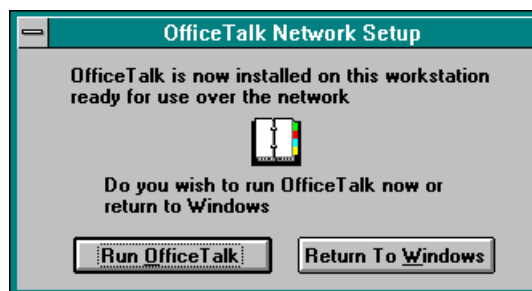 OfficeTalk Network Setup
OfficeTalk is now installed on this workstation
ready for use over the network
Do you wish to run OfficeTalk now or
return to Windows
Run OfficeTalk
Return To Windows